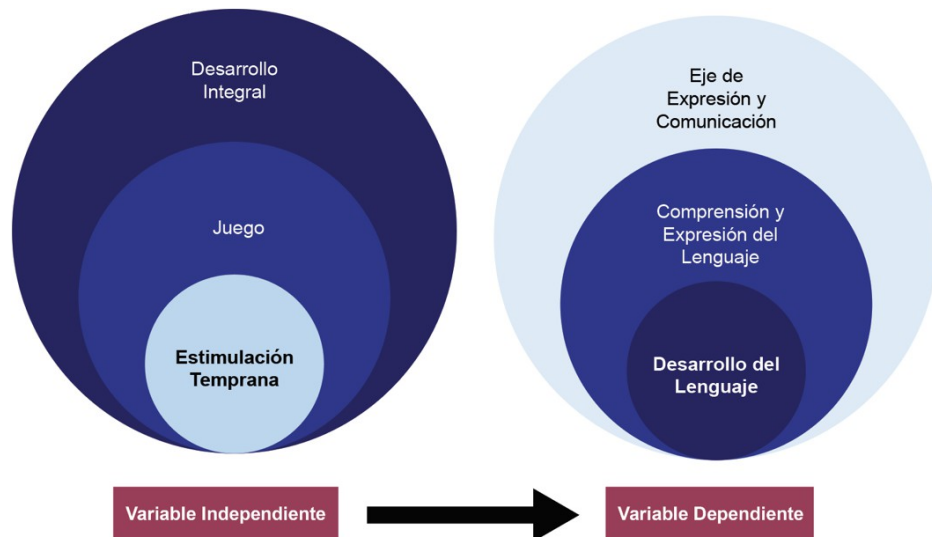 Desarrollo
Integral
Juego
Estimulación
Temprana
Eje de
Expresión y
Comunicación
Comprensión y
Expresión del
Lenguaje
Desarrollo del
Lenguaje
Variable Independiente
Variable Dependiente